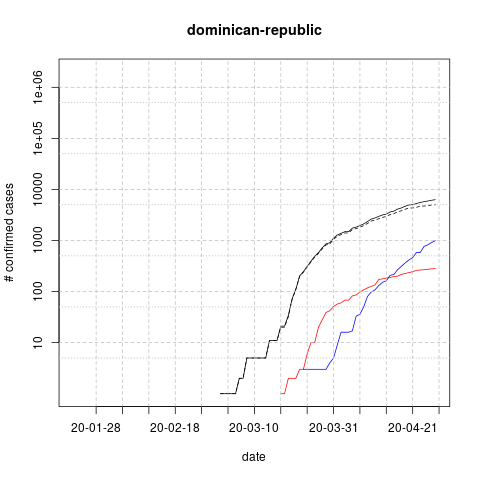 dominican-republic
# confirmed cases
1e+06
1e+05
10000
1000
100
10
20-01-28 20-02-18 20-03-10 20-03-31 20-04-21
date